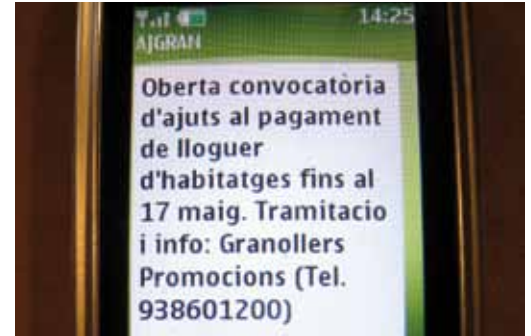 14:25
AJGRAN
Oberta convocatòria
d'ajuts al pagament
de lloguer
d'habitatges fins al
17 maig. Tramitacio
i info: Granollers
Promocions (Tel.
938601200)